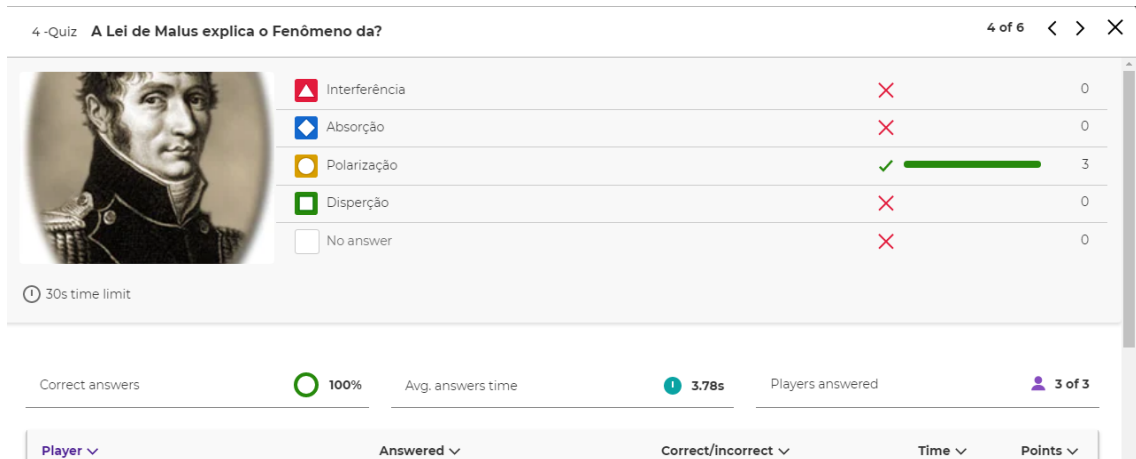 4 -Quiz A Lei de Malus explica o Fenômeno da? 4 of 6
Interferência 0
Absorção 0
Polarização 3
Disperção 0
No answer 0
30s time limit
Correct answers 100% Avg. answers time 3.78s Players answered 3 of 3
Player Answered Correct/incorrect Time Points